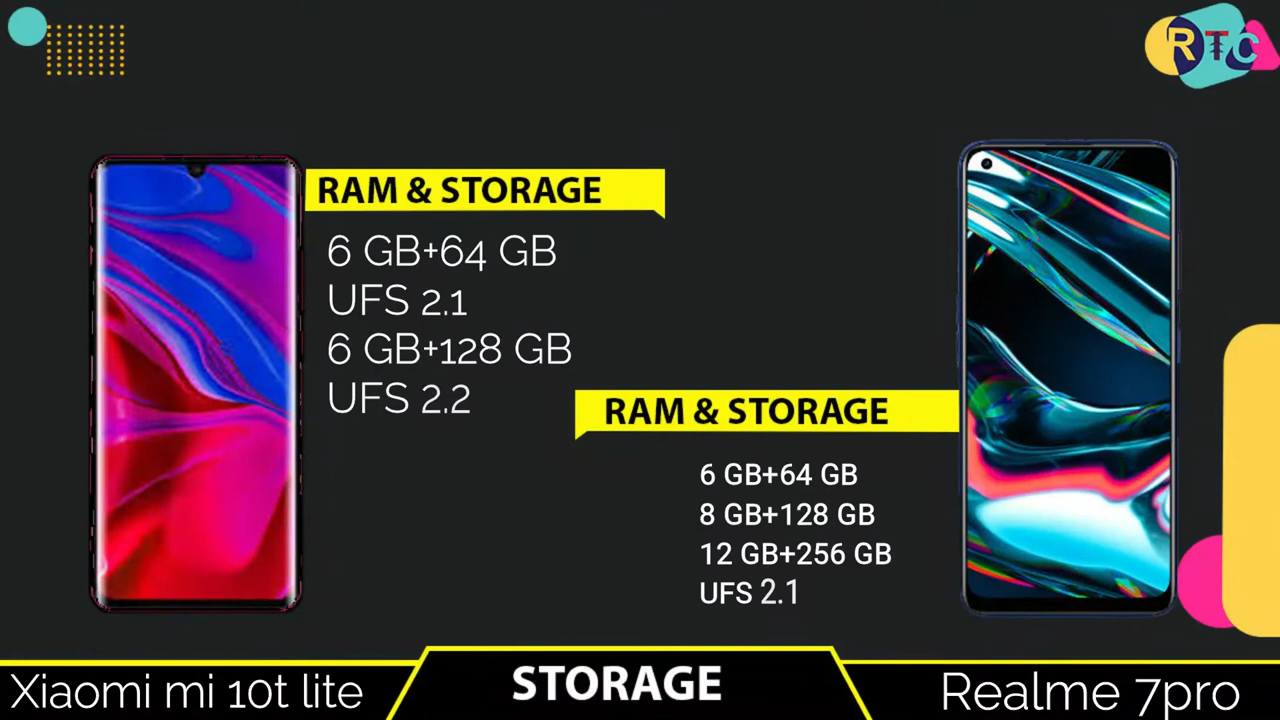 RTC
RAM & STORAGE
6 GB+64 GB
UFS 2.1
6 GB+128 GB
UFS 2.2
RAM & STORAGE
6 GB+64 GB
8 GB+128 GB
12 GB+256 GB
UFS 2.1
Xiaomi mi 10t lite
STORAGE
Realme 7pro